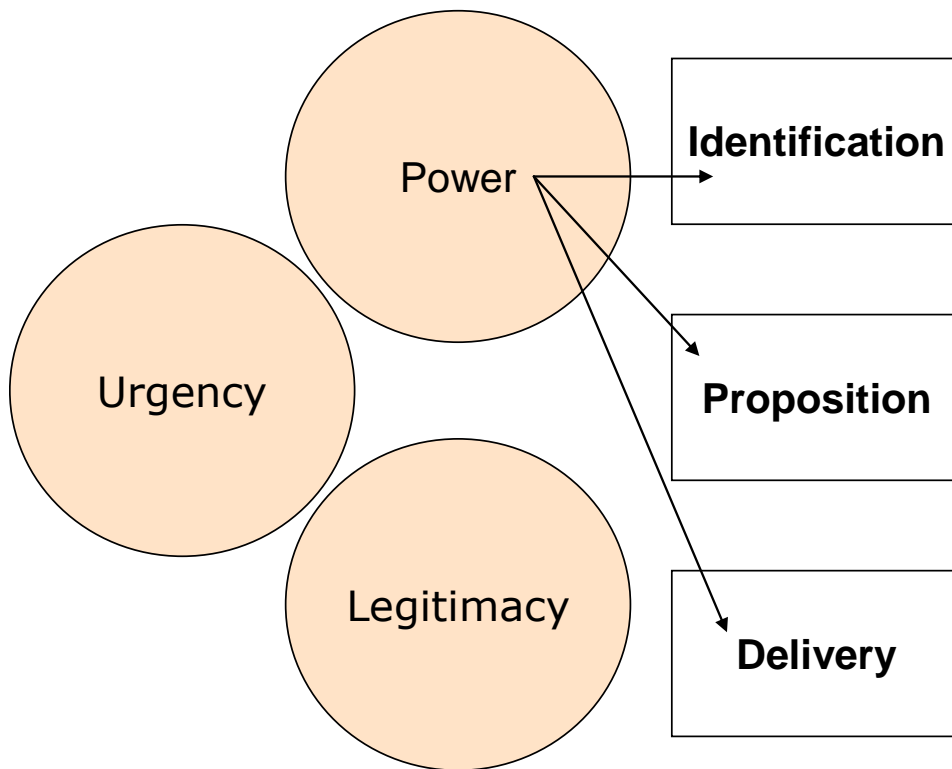 Power
Identification
Urgency
Proposition
Legitimacy
Delivery